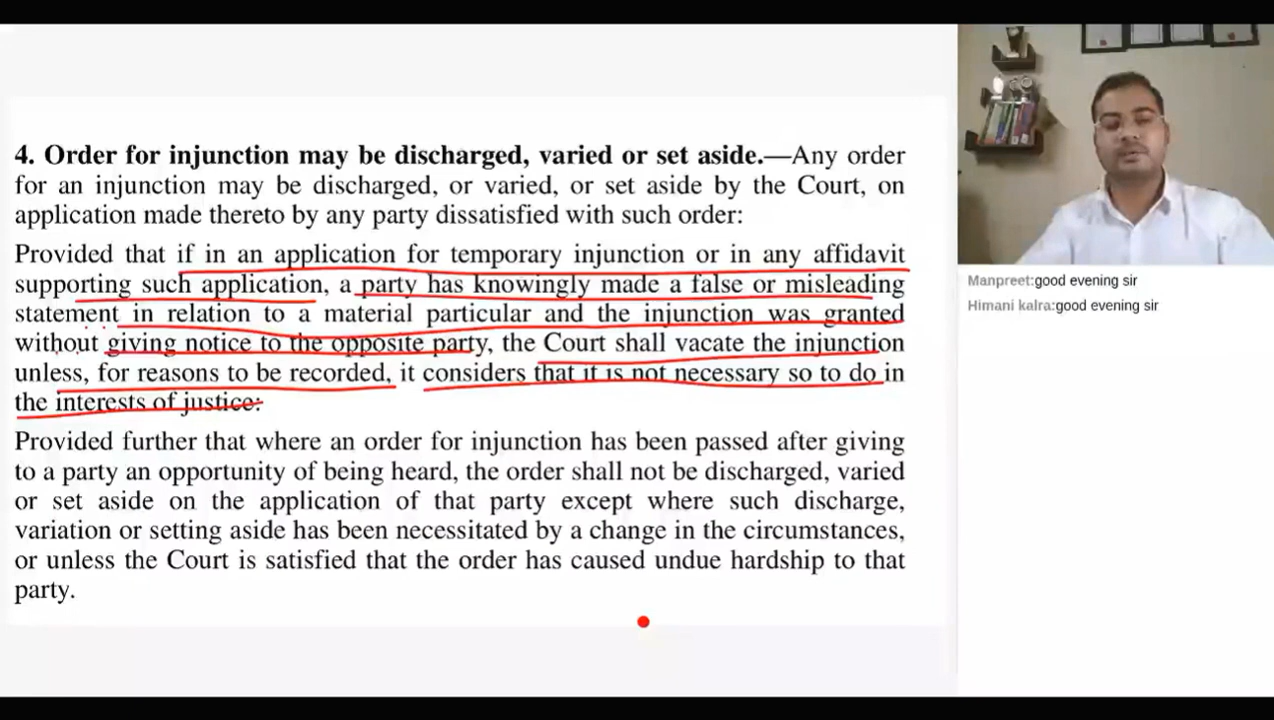 4. Order for injunction may be discharged, varied or set aside.—Any order
for an injunction may be discharged, or varied, or set aside by the Court, on
application made thereto by any party dissatisfied with such order:
Provided that if in an application for temporary injunction or in any affidavit
supporting such application, a party has knowingly made a false or misleading
statement in relation to a material particular and the injunction was granted
without giving notice to the opposite party, the Court shall vacate the injunction
unless, for reasons to be recorded, it considers that it is not necessary so to do in
the interests of justice:
Provided further that where an order for injunction has been passed after giving
to a party an opportunity of being heard, the order shall not be discharged, varied
or set aside on the application of that party except where such discharge,
variation or setting aside has been necessitated by a change in the circumstances,
or unless the Court is satisfied that the order has caused undue hardship to that
party.
Manpreet:good evening sir
Himani kalra:good evening sir